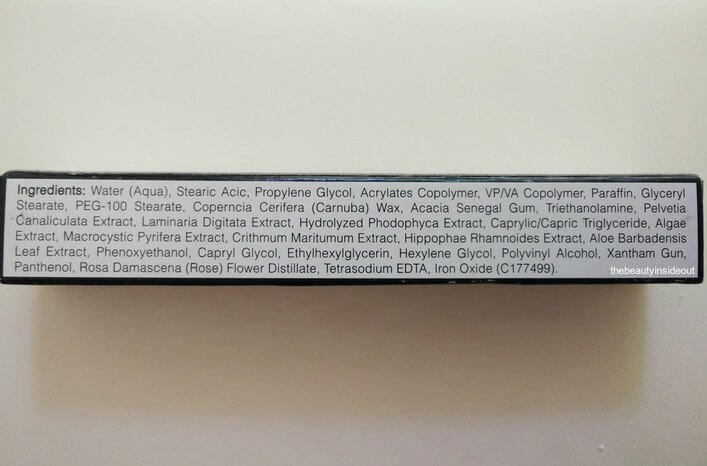 Ingredients: Water (Aqua), Stearic Acic, Propylene Glycol, Acrylates Copolymer, VP/VA Copolymer, Paraffin, Glyceryl
Stearate, PEG-100 Stearate, Coperncia Cerifera (Carnuba) Wax, Acacia Senegal Gum, Triethanolamine, Pelvetia
Canaliculata Extract, Laminaria Digitata Extract, Hydrolyzed Phodophyca Extract, Caprylic/Capric Triglyceride, Algae
Extract, Macrocystic Pyrifera Extract, Crithmum Maritumum Extract, Hippophae Rhamnoides Extract, Aloe Barbadensis
Leaf Extract, Phenoxyethanol, Capryl Glycol, Ethylhexylglycerin, Hexylene Glycol, Polyvinyl Alcohol, Xantham Gun,
Panthenol, Rosa Damascena (Rose) Flower Distillate, Tetrasodium EDTA, Iron Oxide (C177499).
thebeautyinsideout